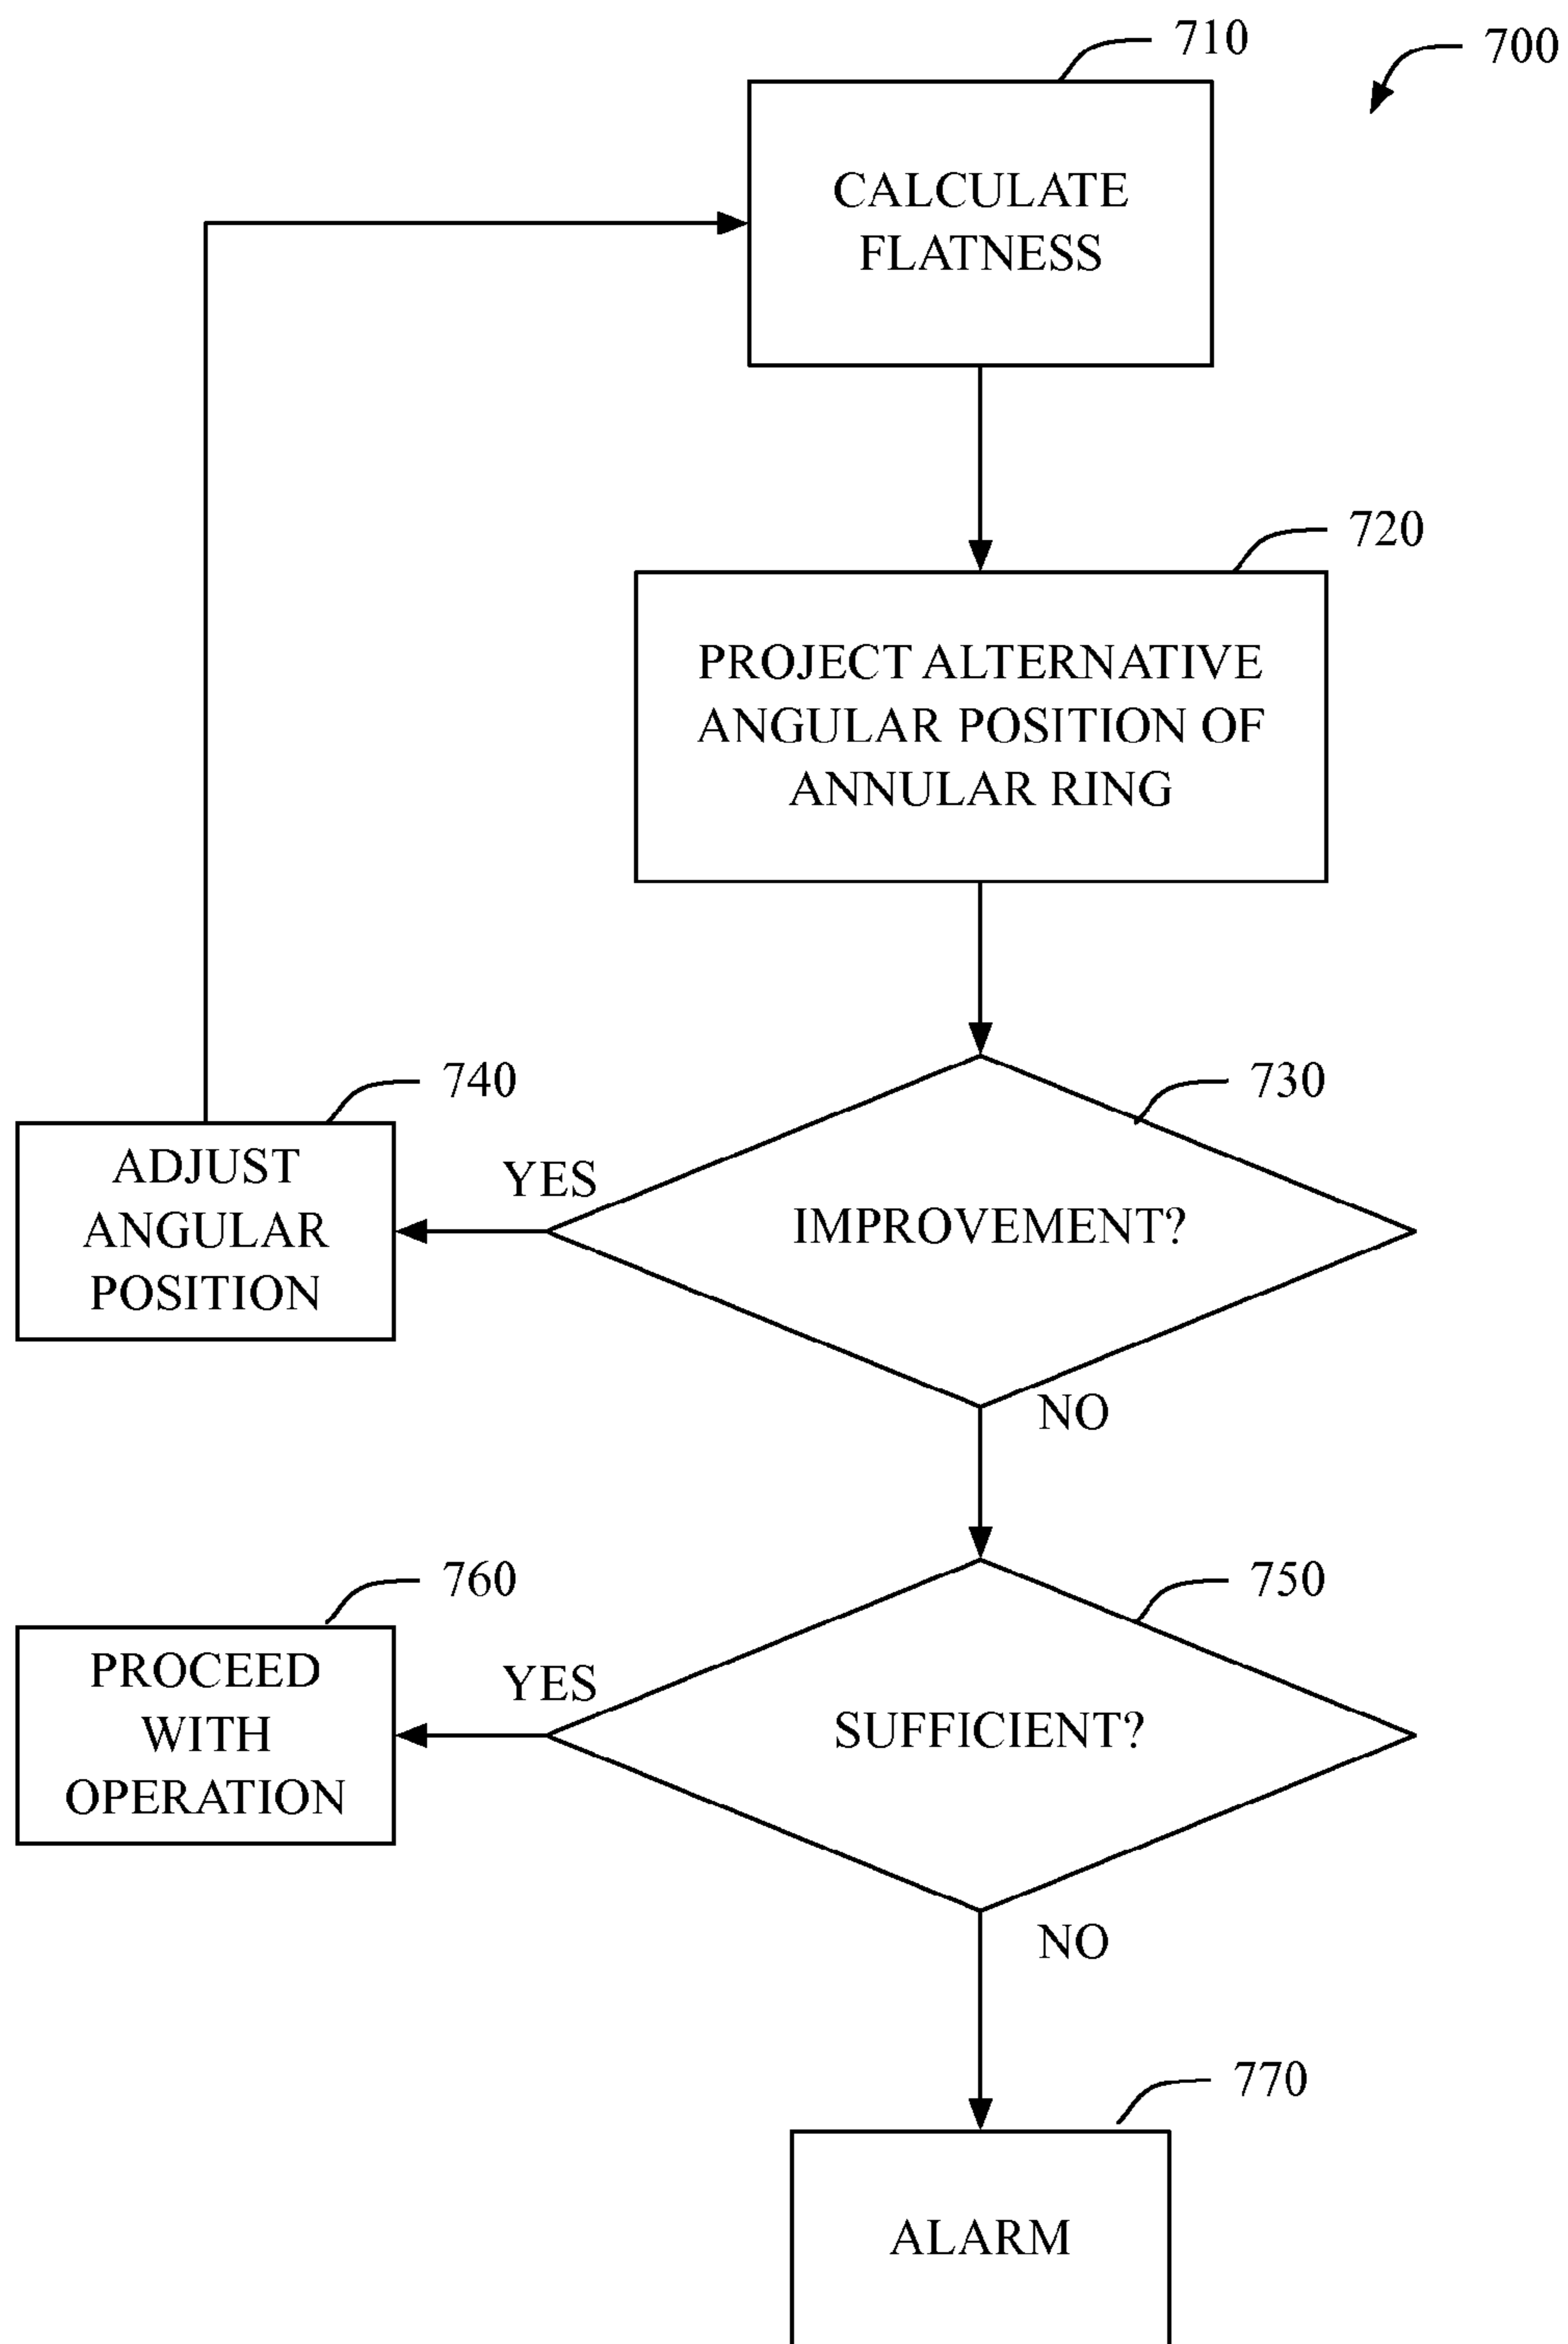 710
700
CALCULATE
FLATNESS
720
PROJECT ALTERNATIVE
ANGULAR POSITION OF
ANNULAR RING
740
730
ADJUST
ANGULAR
POSITION
YES
IMPROVEMENT?
NO
760
750
PROCEED
WITH
OPERATION
YES
SUFFICIENT?
NO
770
ALARM